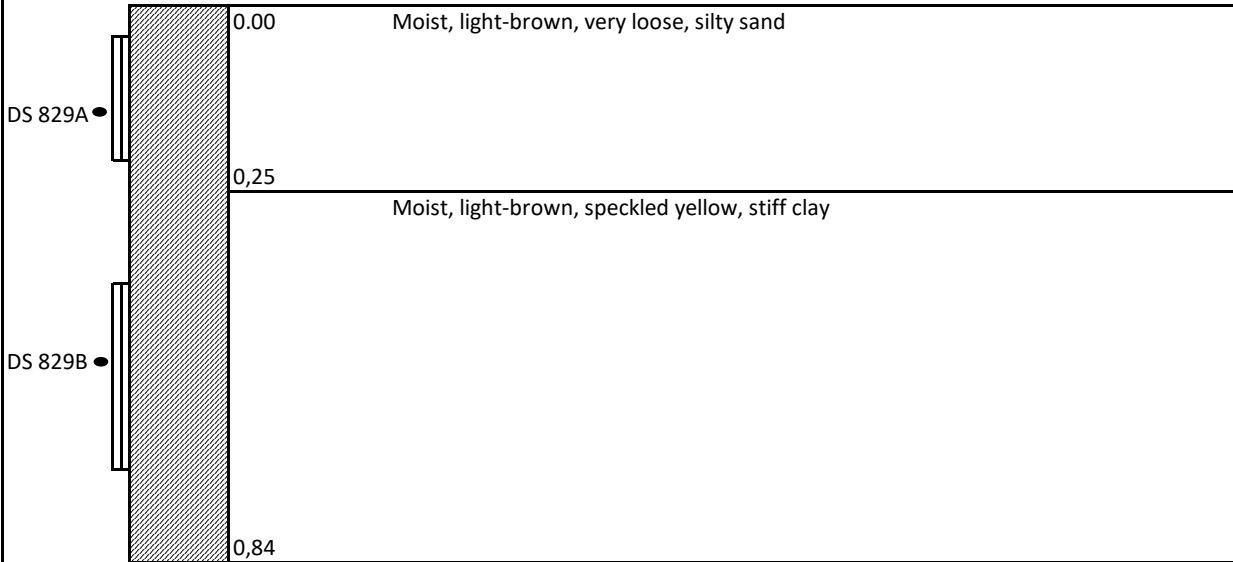 0.00 Moist, light-brown, very loose, silty sand
DS 829A
0,25
Moist, light-brown, speckled yellow, stiff clay
DS 829B
0,84